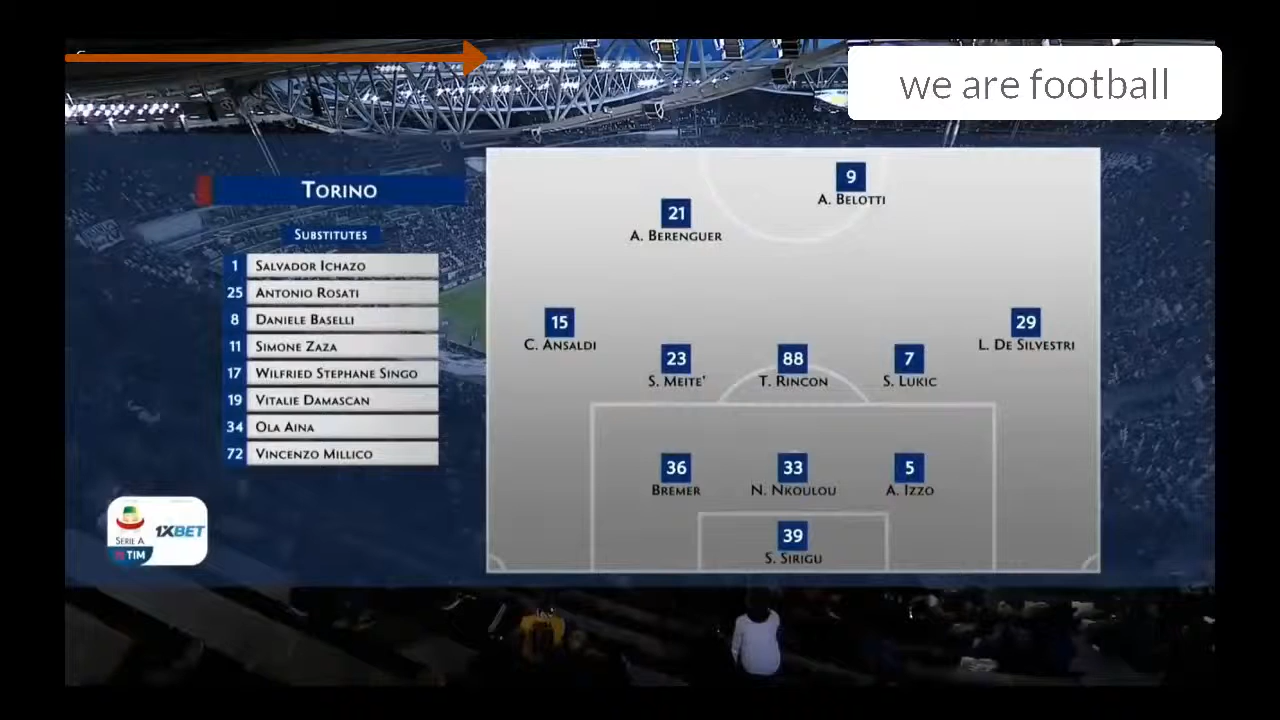 we are football
TORINO
SUBSTITUTES
1 SALVADOR ICHAZO
25 ANTONIO ROSATI
8 DANIELE BASELLI
11 SIMONE ZAZA
17 WILFRIED STEPHANE SINGO
19 VITALIE DAMASCAN
34 OLA AINA
72 VINCENZO MILLICO
SERIE A
TIM
1XBET
9
A. BELOTTI
21
A. BERENGUER
15
C. ANSALDI
29
L. DE SILVESTRI
23
S. MEITE'
88
T. RINCON
7
S. LUKIC
36
BREMER
33
N. NKOULOU
5
A. IZZO
39
S. SIRIGU